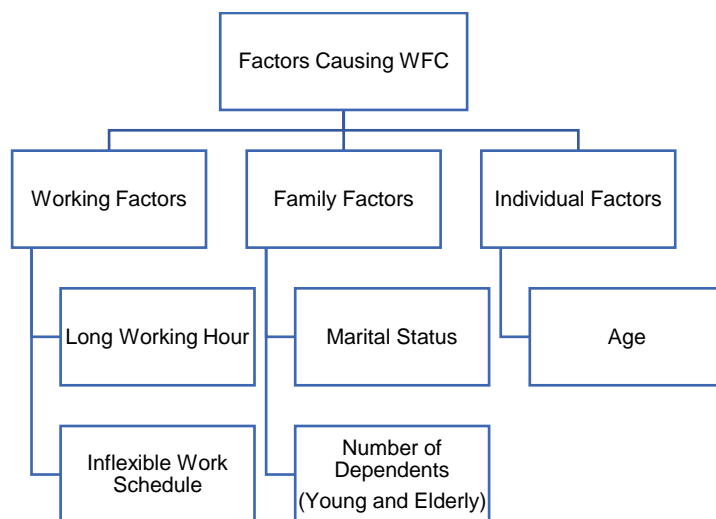 Factors Causing WFC
Working Factors
Family Factors
Individual Factors
Long Working Hour
Marital Status
Age
Inflexible Work
Schedule
Number of
Dependents
(Young and Elderly)